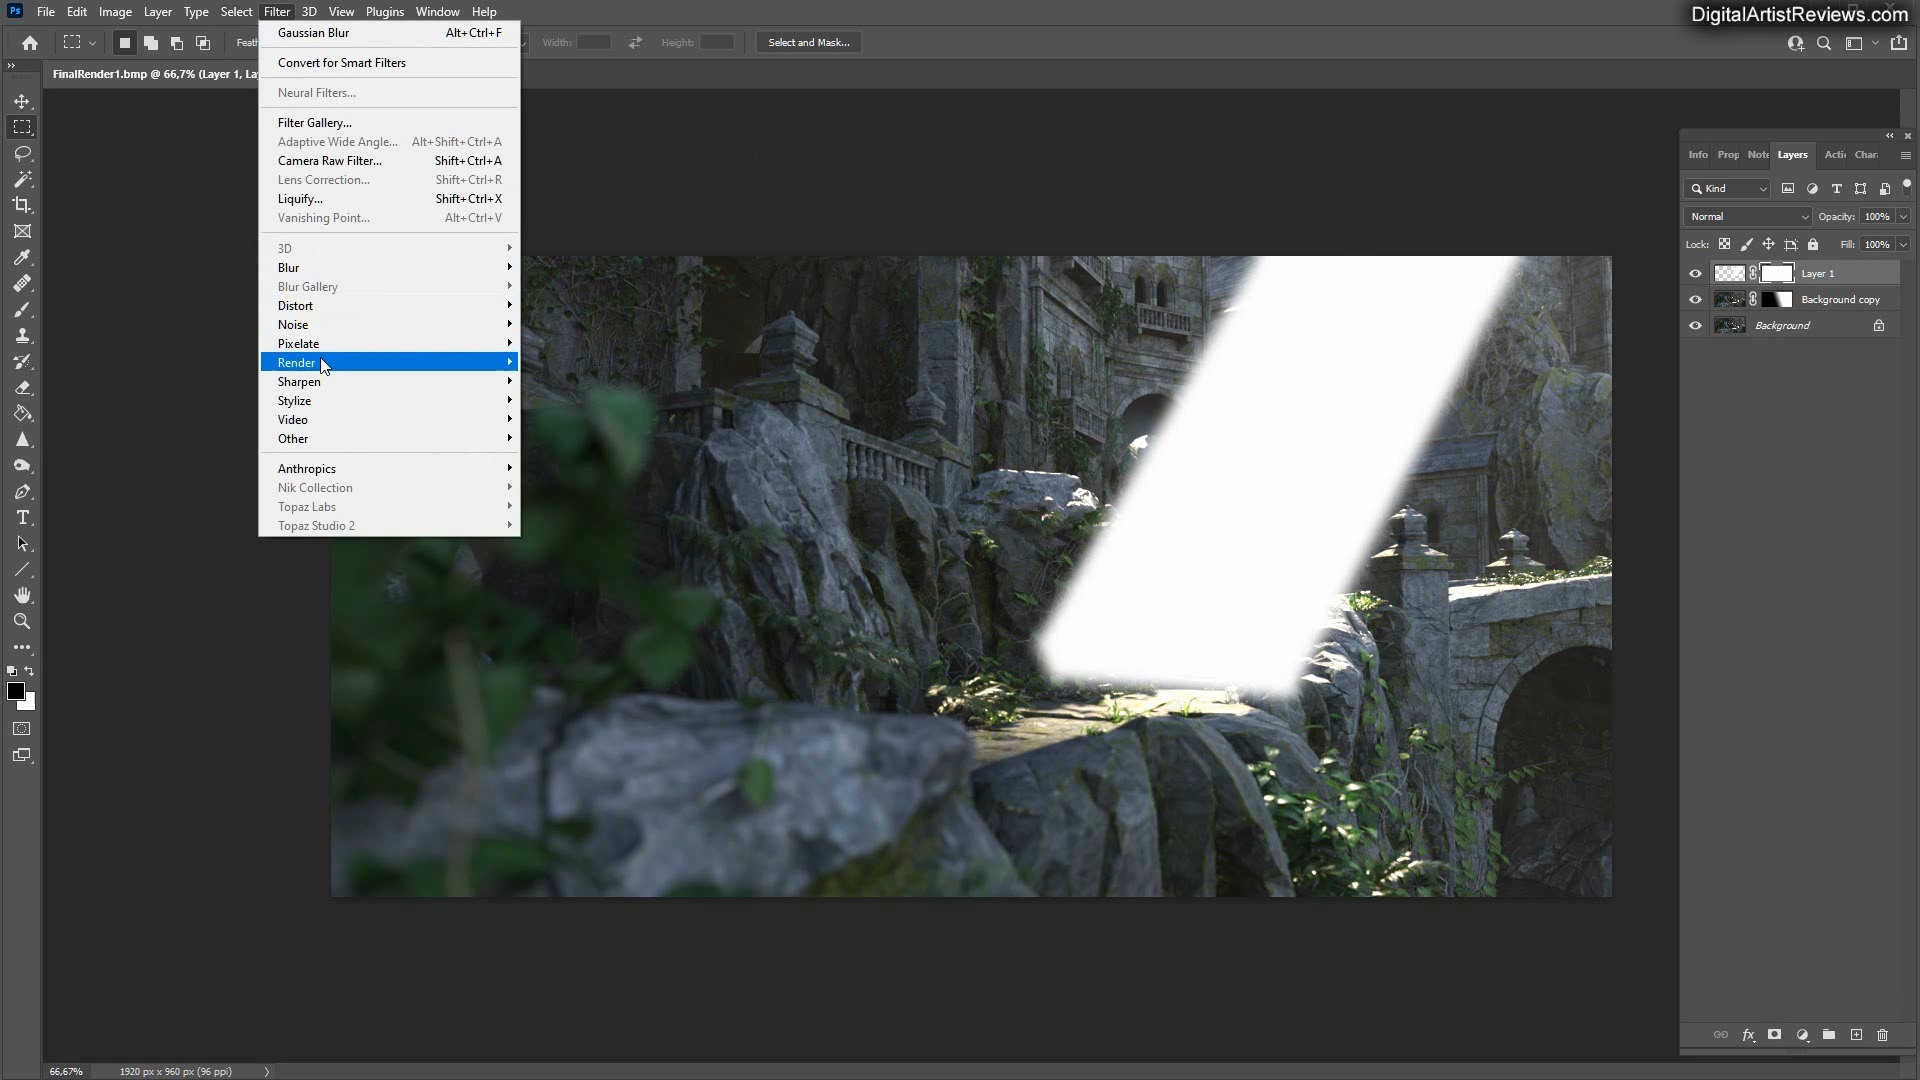 Ps File Edit Image Layer Type Select Filter 3D View Plugins Window Help
DigitalArtistReviews.com
Feath Width: Height: Select and Mask...
FinalRender1.bmp @ 66,7% (Layer 1, La
Gaussian Blur Alt+Ctrl+F
Convert for Smart Filters
Neural Filters...
Filter Gallery...
Adaptive Wide Angle... Alt+Shift+Ctrl+A
Camera Raw Filter... Shift+Ctrl+A
Lens Correction... Shift+Ctrl+R
Liquify... Shift+Ctrl+X
Vanishing Point... Alt+Ctrl+V
3D
Blur
Blur Gallery
Distort
Noise
Pixelate
Render
Sharpen
Stylize
Video
Other
Anthropics
Nik Collection
Topaz Labs
Topaz Studio 2
Info Prop Note Layers Actio Chara
Kind
Normal Opacity: 100%
Lock: Fill: 100%
Layer 1
Background copy
Background
66,67% 1920 px x 960 px (96 ppi)